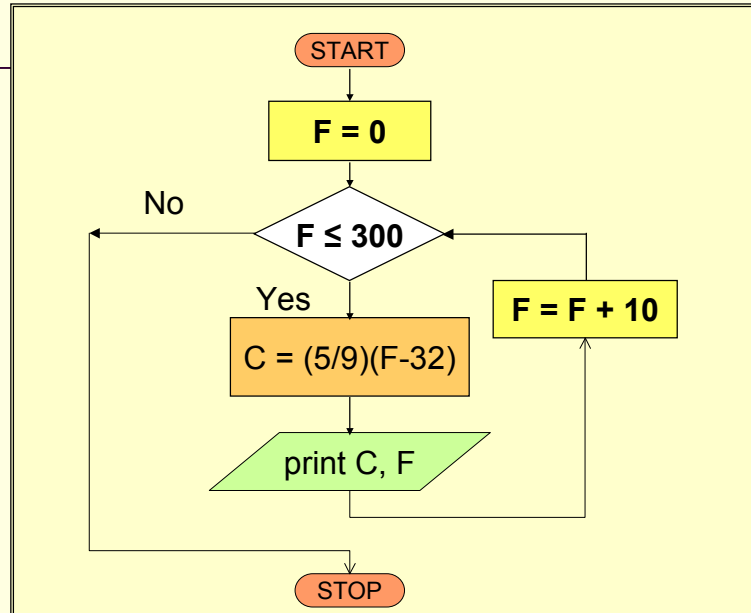 START
F = 0
No
F ≤ 300
Yes
F = F + 10
C = (5/9)(F-32)
print C, F
STOP